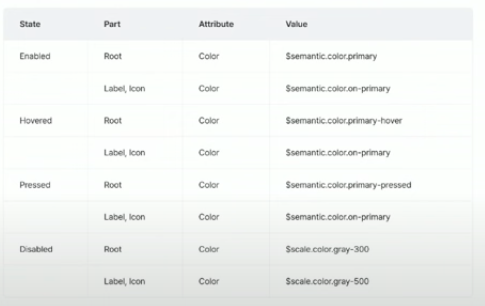 State Part Attribute Value
Enabled Root Color $semantic.color.primary
Label, Icon Color $semantic.color.on-primary
Hovered Root Color $semantic.color.primary-hover
Label, Icon Color $semantic.color.on-primary
Pressed Root Color $semantic.color.primary-pressed
Label, Icon Color $semantic.color.on-primary
Disabled Root Color $scale.color.gray-300
Label, Icon Color $scale.color.gray-500